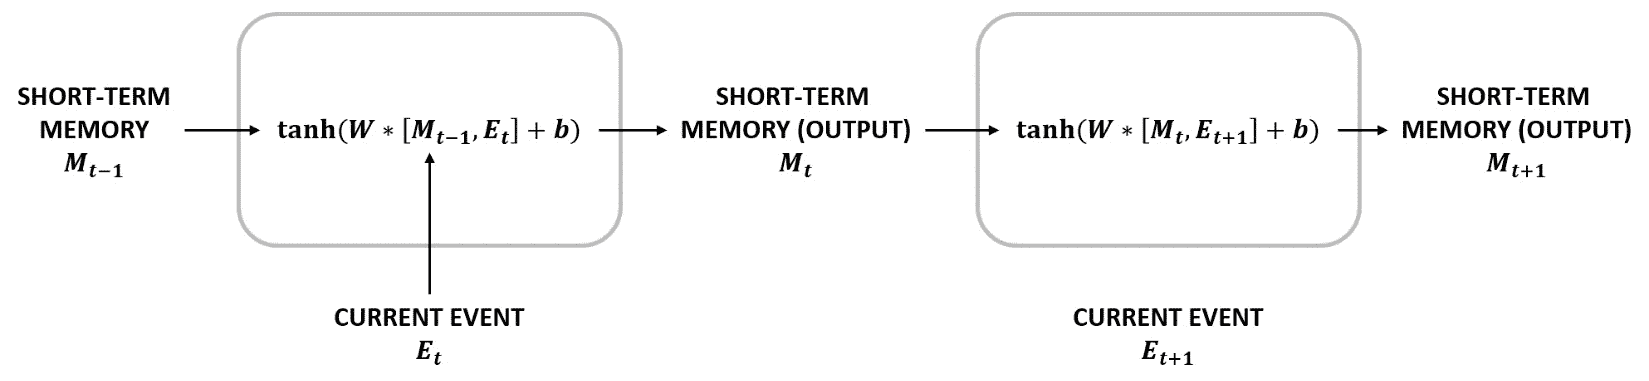 SHORT-TERM
MEMORY
M_{t−1}
tanh(W * [M_{t−1}, E_t] + b)
CURRENT EVENT
E_t
SHORT-TERM
MEMORY (OUTPUT)
M_t
tanh(W * [M_t, E_{t+1}] + b)
CURRENT EVENT
E_{t+1}
SHORT-TERM
MEMORY (OUTPUT)
M_{t+1}